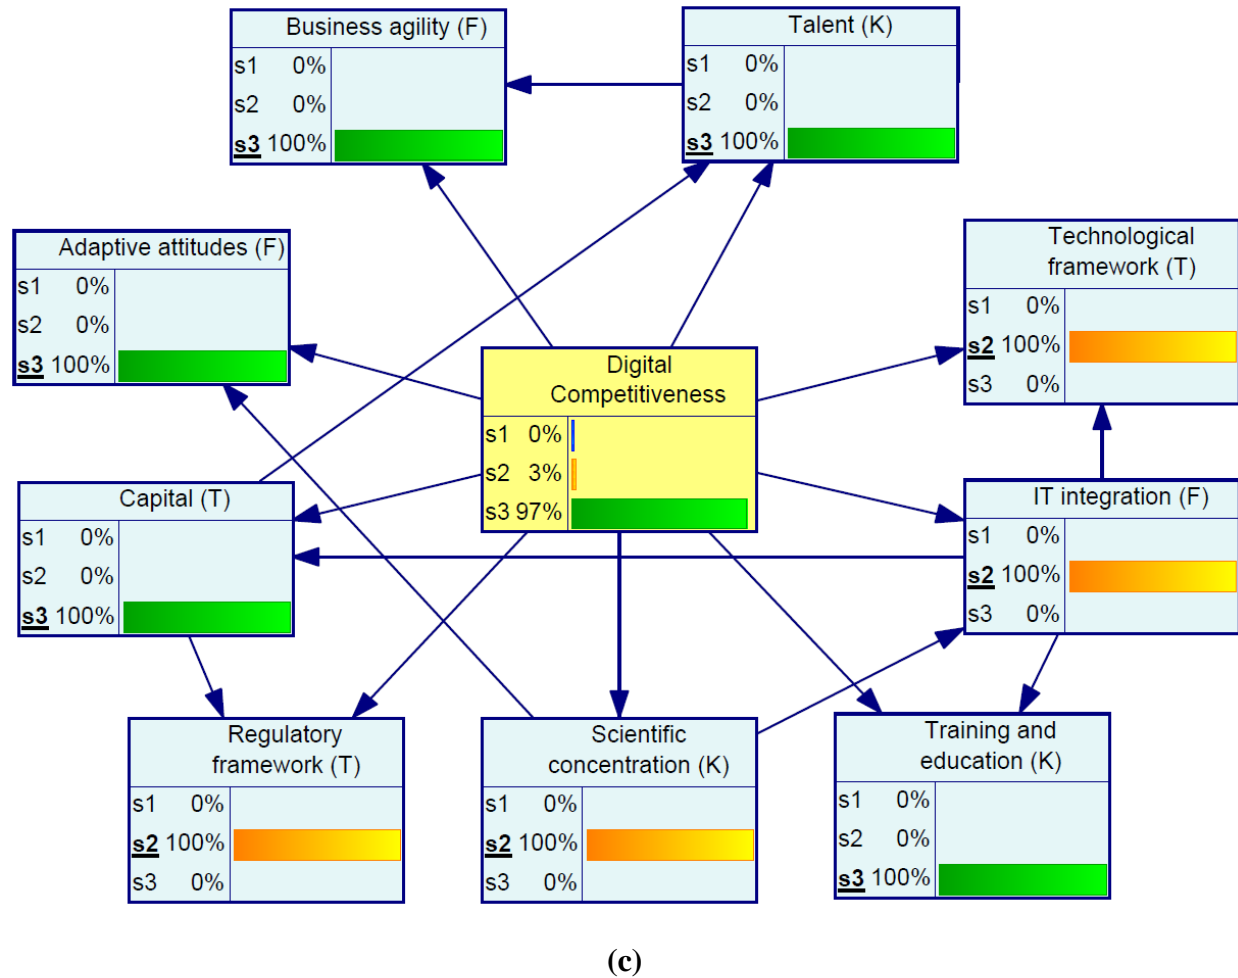 Business agility (F)
s1 0%
s2 0%
s3 100%
Talent (K)
s1 0%
s2 0%
s3 100%
Adaptive attitudes (F)
s1 0%
s2 0%
s3 100%
Technological
framework (T)
s1 0%
s2 100%
s3 0%
Digital
Competitiveness
s1 0%
s2 3%
s3 97%
Capital (T)
s1 0%
s2 0%
s3 100%
IT integration (F)
s1 0%
s2 100%
s3 0%
Regulatory
framework (T)
s1 0%
s2 100%
s3 0%
Scientific
concentration (K)
s1 0%
s2 100%
s3 0%
Training and
education (K)
s1 0%
s2 0%
s3 100%
(c)